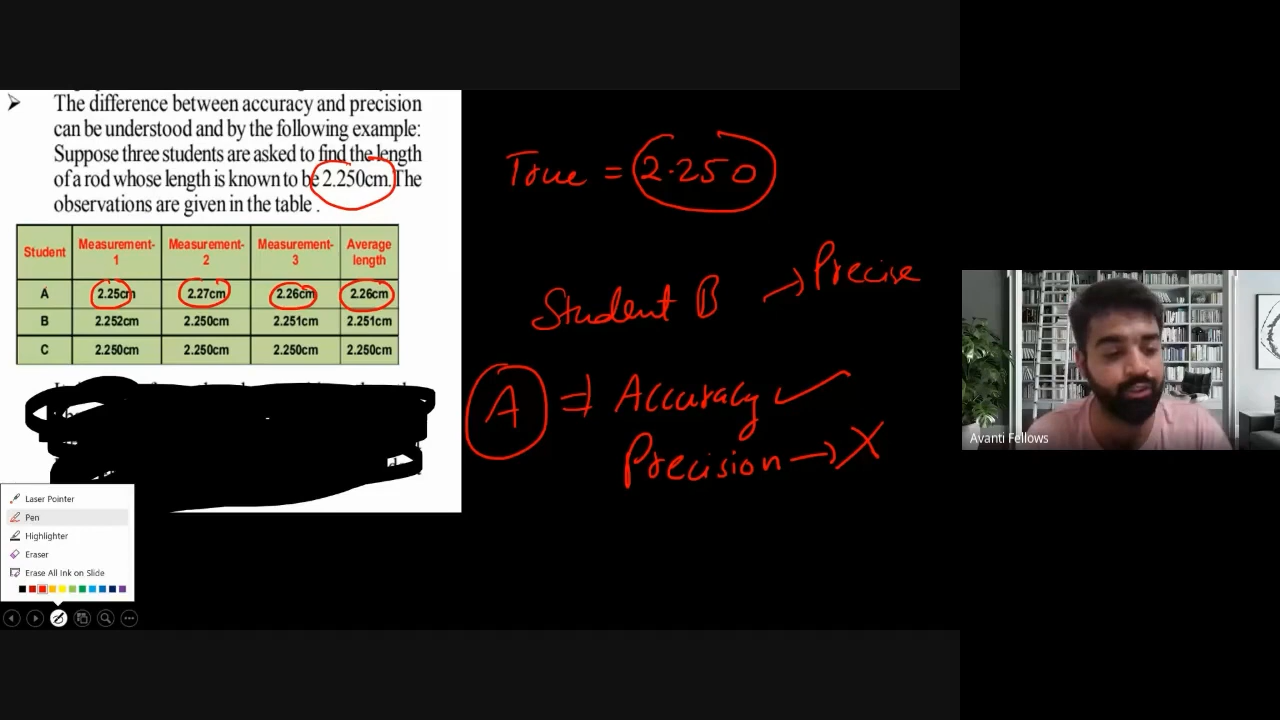 The difference between accuracy and precision
can be understood and by the following example:
Suppose three students are asked to find the length
of a rod whose length is known to be 2.250cm. The
observations are given in the table .
Student Measurement-1 Measurement-2 Measurement-3 Average length
A 2.25cm 2.27cm 2.26cm 2.26cm
B 2.252cm 2.250cm 2.251cm 2.251cm
C 2.250cm 2.250cm 2.250cm 2.250cm
True = 2.250
Student B → Precise
A ⇒ Accuracy ✓
Precision → X
Laser Pointer
Pen
Highlighter
Eraser
Erase All Ink on Slide
Avanti Fellows